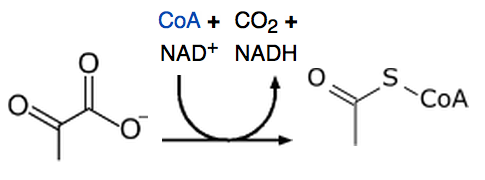 CoA + CO2 +
NAD+ NADH
O
O
O-
O
S
CoA